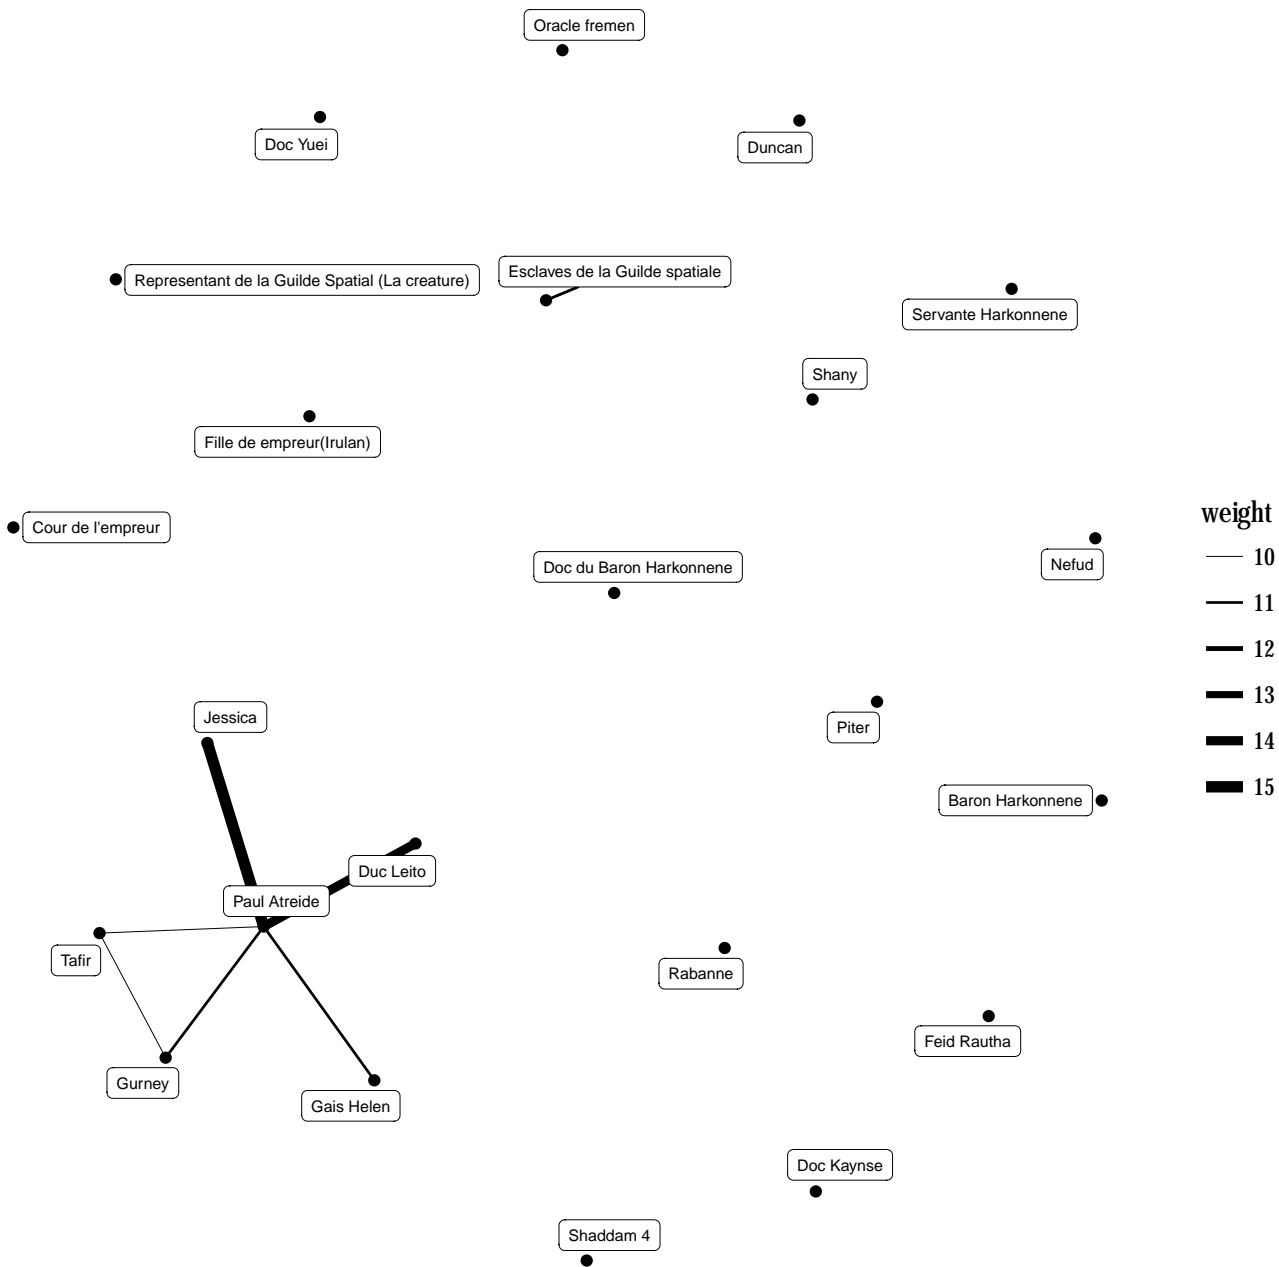 Oracle fremen
Doc Yuei
Duncan
Representant de la Guilde Spatial (La creature)
Esclaves de la Guilde spatiale
Servante Harkonnene
Shany
Fille de empreur(Irulan)
Cour de l'empreur
Doc du Baron Harkonnene
Nefud
Jessica
Piter
Baron Harkonnene
Duc Leito
Paul Atreide
Tafir
Rabanne
Feid Rautha
Gurney
Gais Helen
Doc Kaynse
Shaddam 4
weight
10
11
12
13
14
15